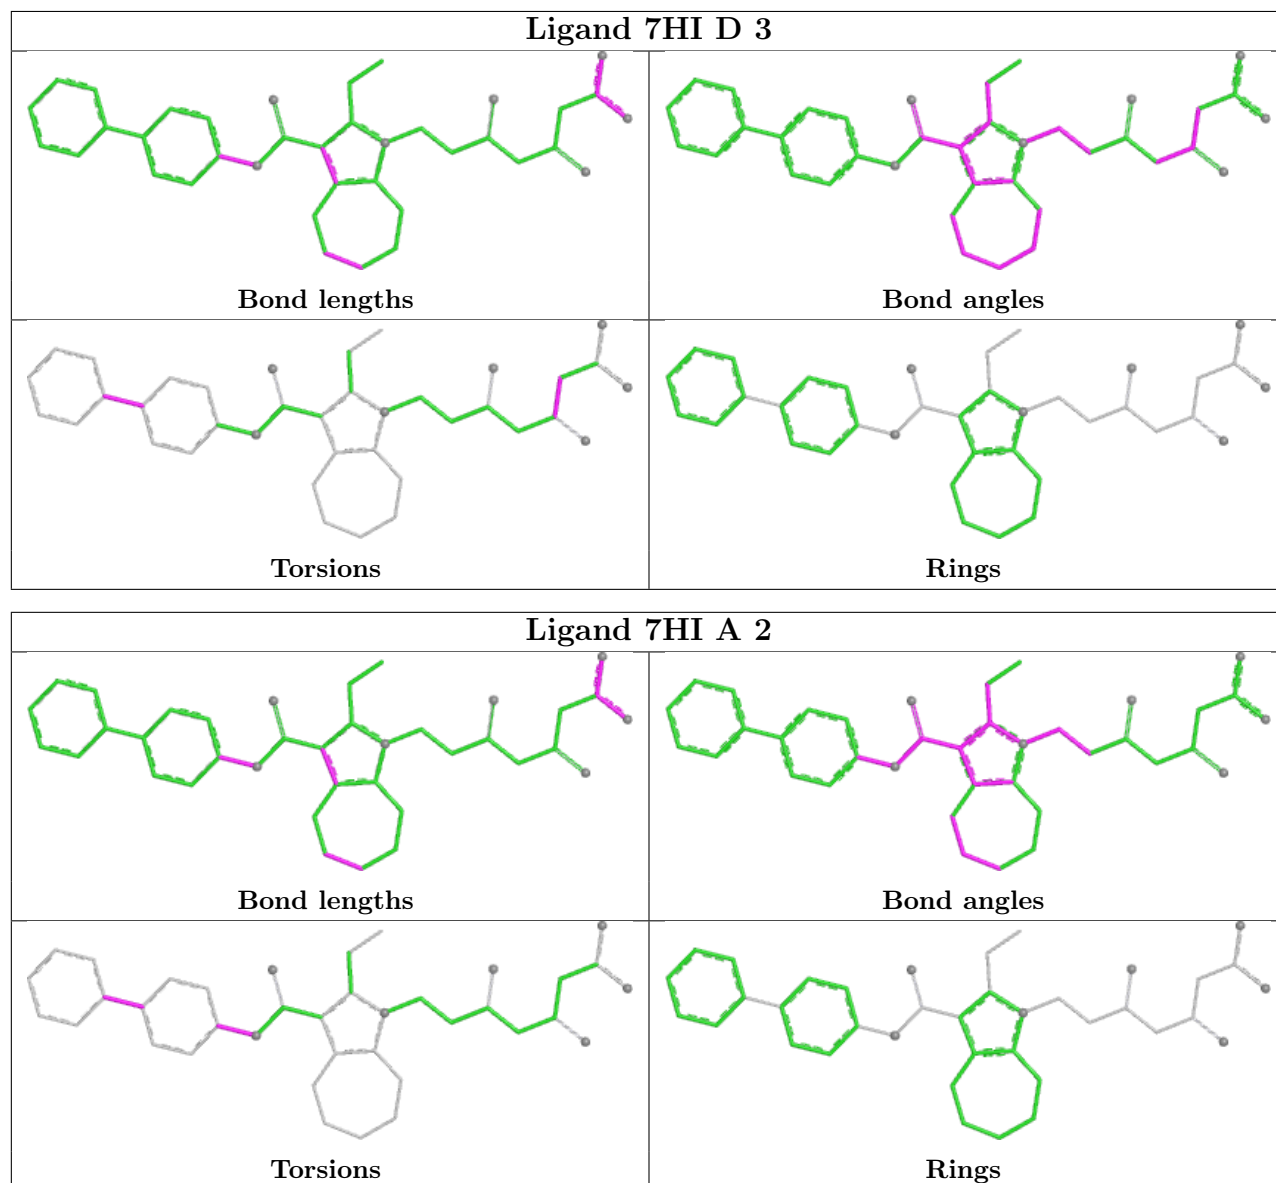 Ligand 7HI D 3
Bond lengths
Bond angles
Torsions
Rings
Ligand 7HI A 2
Bond lengths
Bond angles
Torsions
Rings